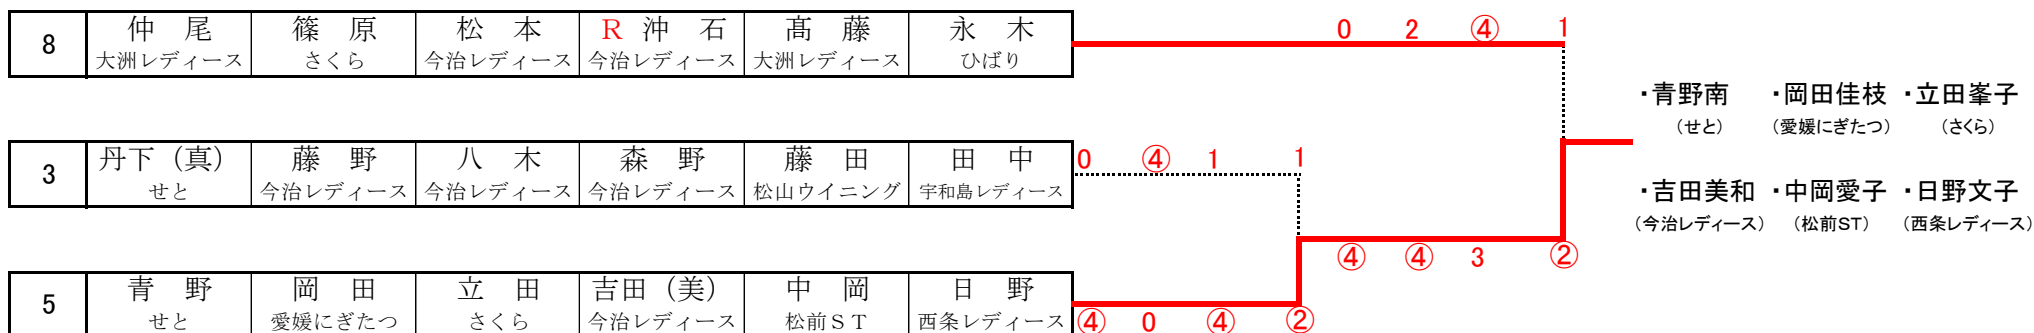 8 仲尾 篠原 松本 R 沖石 髙藤 永木 0 2 ④ 1
大洲レディース さくら 今治レディース 今治レディース 大洲レディース ひばり
・青野南 ・岡田佳枝 ・立田峯子
(せと) (愛媛にぎたつ) (さくら)
3 丹下(真) 藤野 八木 森野 藤田 田中 0 ④ 1 1
せと 今治レディース 今治レディース 今治レディース 松山ウイニング 宇和島レディース
・吉田美和 ・中岡愛子 ・日野文子
(今治レディース) (松前ST) (西条レディース)
④ ④ 3 ②
5 青野 岡田 立田 吉田(美) 中岡 日野
せと 愛媛にぎたつ さくら 今治レディース 松前ST 西条レディース ④ 0 ④ ②